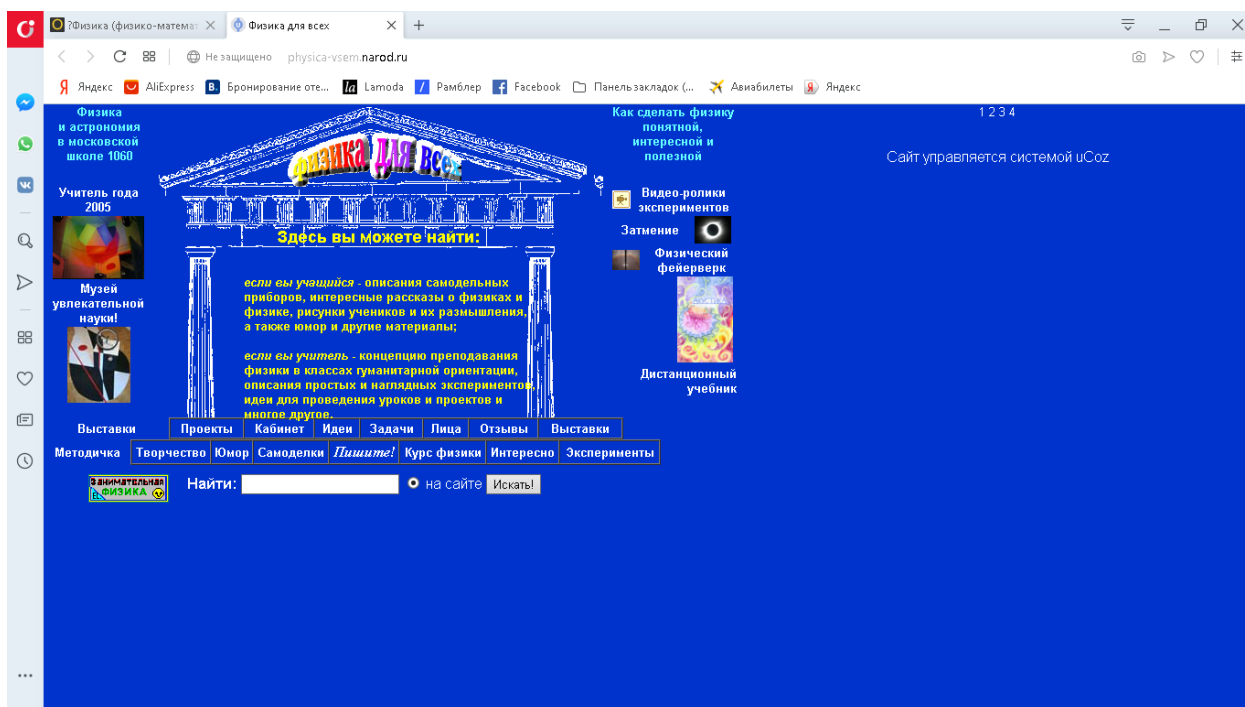 ?Физика (физико-математ
Физика для всех
Не защищено physica-vsem.narod.ru
Яндекс AliExpress B. Бронирование оте... la Lamoda Рамблер Facebook Панель закладок (... Авиабилеты Яндекс
Физика
и астрономия
в московской
школе 1060
Учитель года
2005
Музей
увлекательной
науки!
физика для всех
Здесь вы можете найти:
если вы учащийся - описания самодельных
приборов, интересные рассказы о физиках и
физике, рисунки учеников и их размышления,
а также юмор и другие материалы;
если вы учитель - концепцию преподавания
физики в классах гуманитарной ориентации,
описания простых и наглядных экспериментов,
идеи для проведения уроков и проектов и
многое другое.
Как сделать физику
понятной,
интересной и
полезной
Видео-ролики
экспериментов
Затмение
Физический
фейерверк
Дистанционный
учебник
1 2 3 4
Сайт управляется системой uCoz
Выставки Проекты Кабинет Идеи Задачи Лица Отзывы Выставки
Методичка Творчество Юмор Самоделки Пишите! Курс физики Интересно Эксперименты
Занимательная
ФИЗИКА
Найти: на сайте Искать!